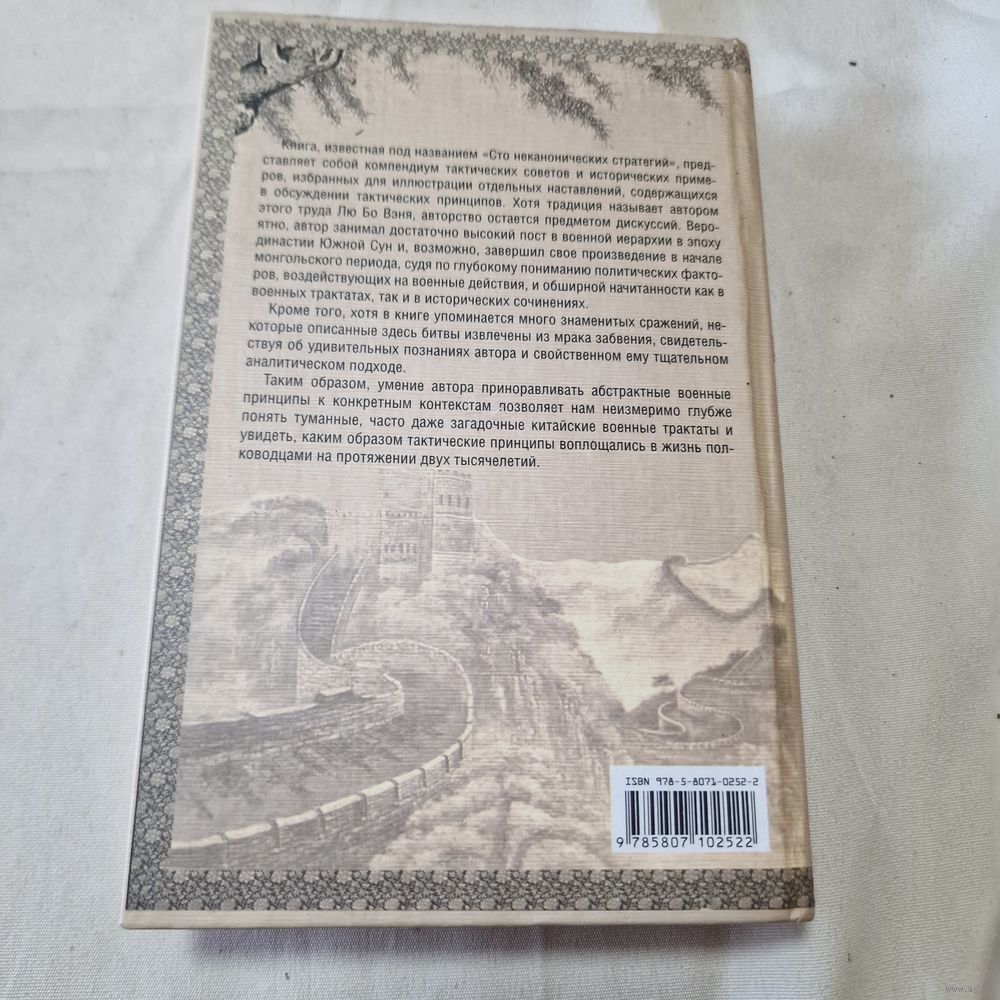 Книга, известная под названием «Сто неканонических стратегий», пред-
ставляет собой компендиум тактических советов и исторических приме-
ров, избранных для иллюстрации отдельных наставлений, содержащихся
в обсуждении тактических принципов. Хотя традиция называет автором
этого труда Лю Бо Вэня, авторство остается предметом дискуссий. Веро-
ятно, автор занимал достаточно высокий пост в военной иерархии в эпоху
династии Южной Сун и, возможно, завершил свое произведение в начале
монгольского периода, судя по глубокому пониманию политических факто-
ров, воздействующих на военные действия, и обширной начитанности как в
военных трактатах, так и в исторических сочинениях.
Кроме того, хотя в книге упоминается много знаменитых сражений, не-
которые описанные здесь битвы извлечены из мрака забвения, свидетель-
ствуя об удивительных познаниях автора и свойственном ему тщательном
аналитическом подходе.
Таким образом, умение автора приноравливать абстрактные военные
принципы к конкретным контекстам позволяет нам неизмеримо глубже
понять туманные, часто даже загадочные китайские военные трактаты и
увидеть, каким образом тактические принципы воплощались в жизнь пол-
ководцами на протяжении двух тысячелетий.
ISBN 978-5-8071-0252-2
9 785807 102522